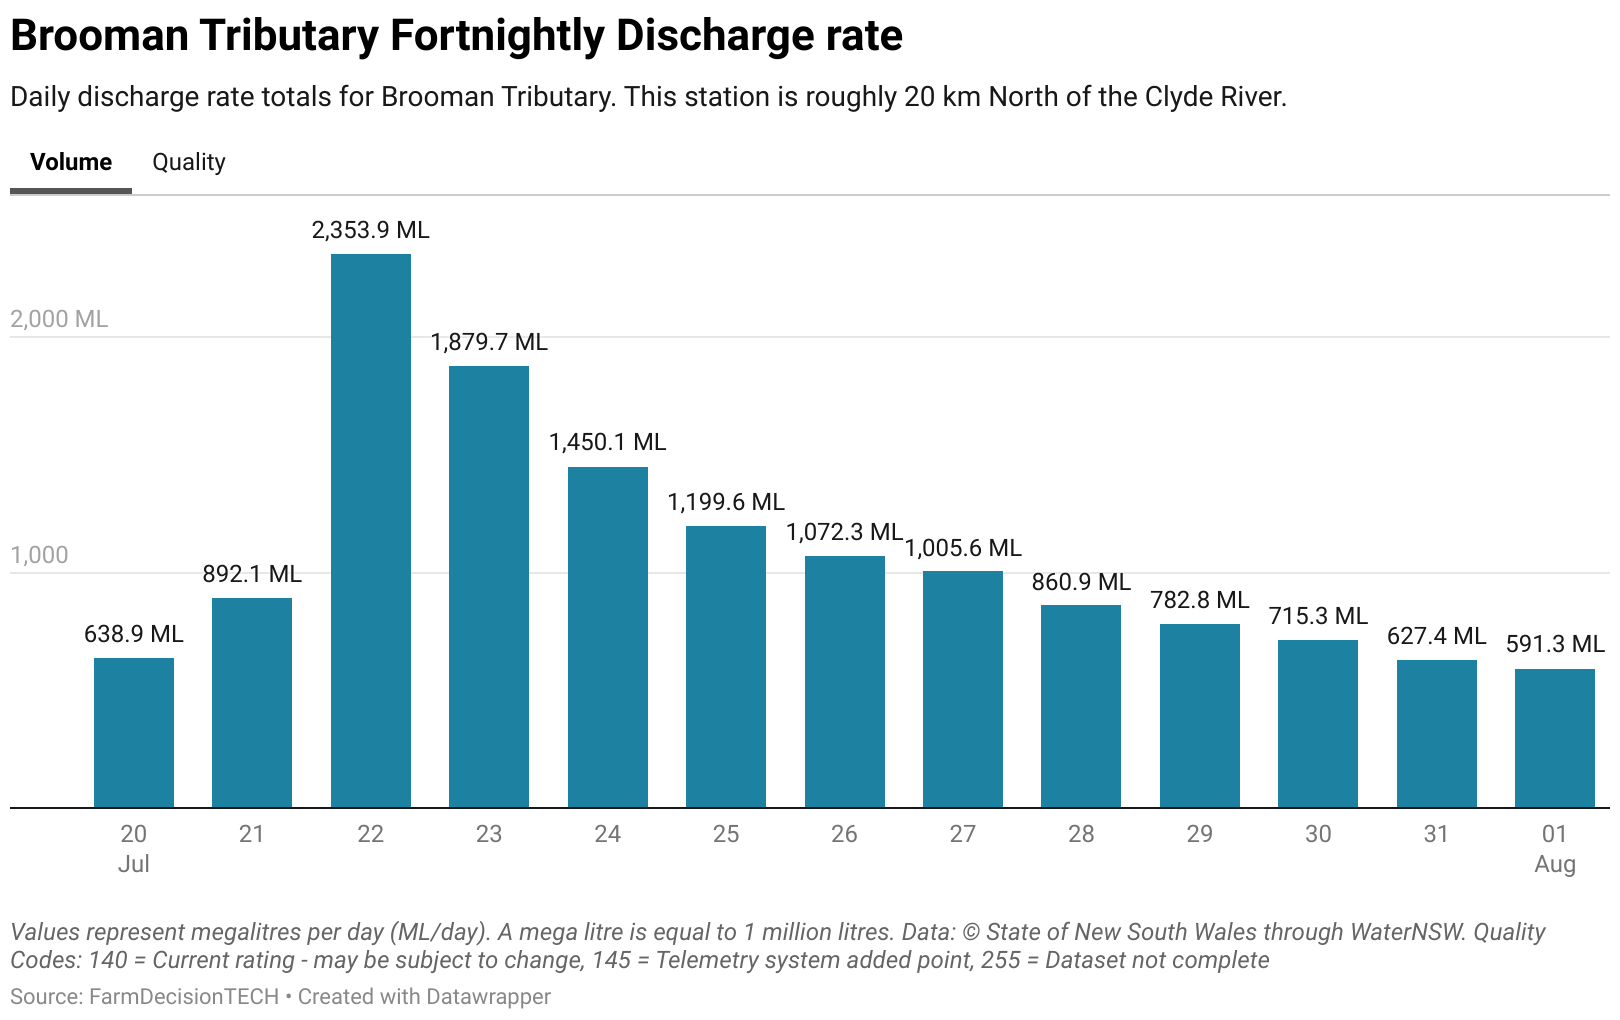 Brooman Tributary Fortnightly Discharge rate
Daily discharge rate totals for Brooman Tributary. This station is roughly 20 km North of the Clyde River.
Volume Quality
2,353.9 ML
2,000 ML
1,879.7 ML
1,450.1 ML
1,199.6 ML
1,072.3 ML
1,005.6 ML
1,000
892.1 ML
860.9 ML
782.8 ML
715.3 ML
638.9 ML
627.4 ML
591.3 ML
20 21 22 23 24 25 26 27 28 29 30 31 01
Jul Aug
Values represent megalitres per day (ML/day). A mega litre is equal to 1 million litres. Data: © State of New South Wales through WaterNSW. Quality
Codes: 140 = Current rating - may be subject to change, 145 = Telemetry system added point, 255 = Dataset not complete
Source: FarmDecisionTECH • Created with Datawrapper